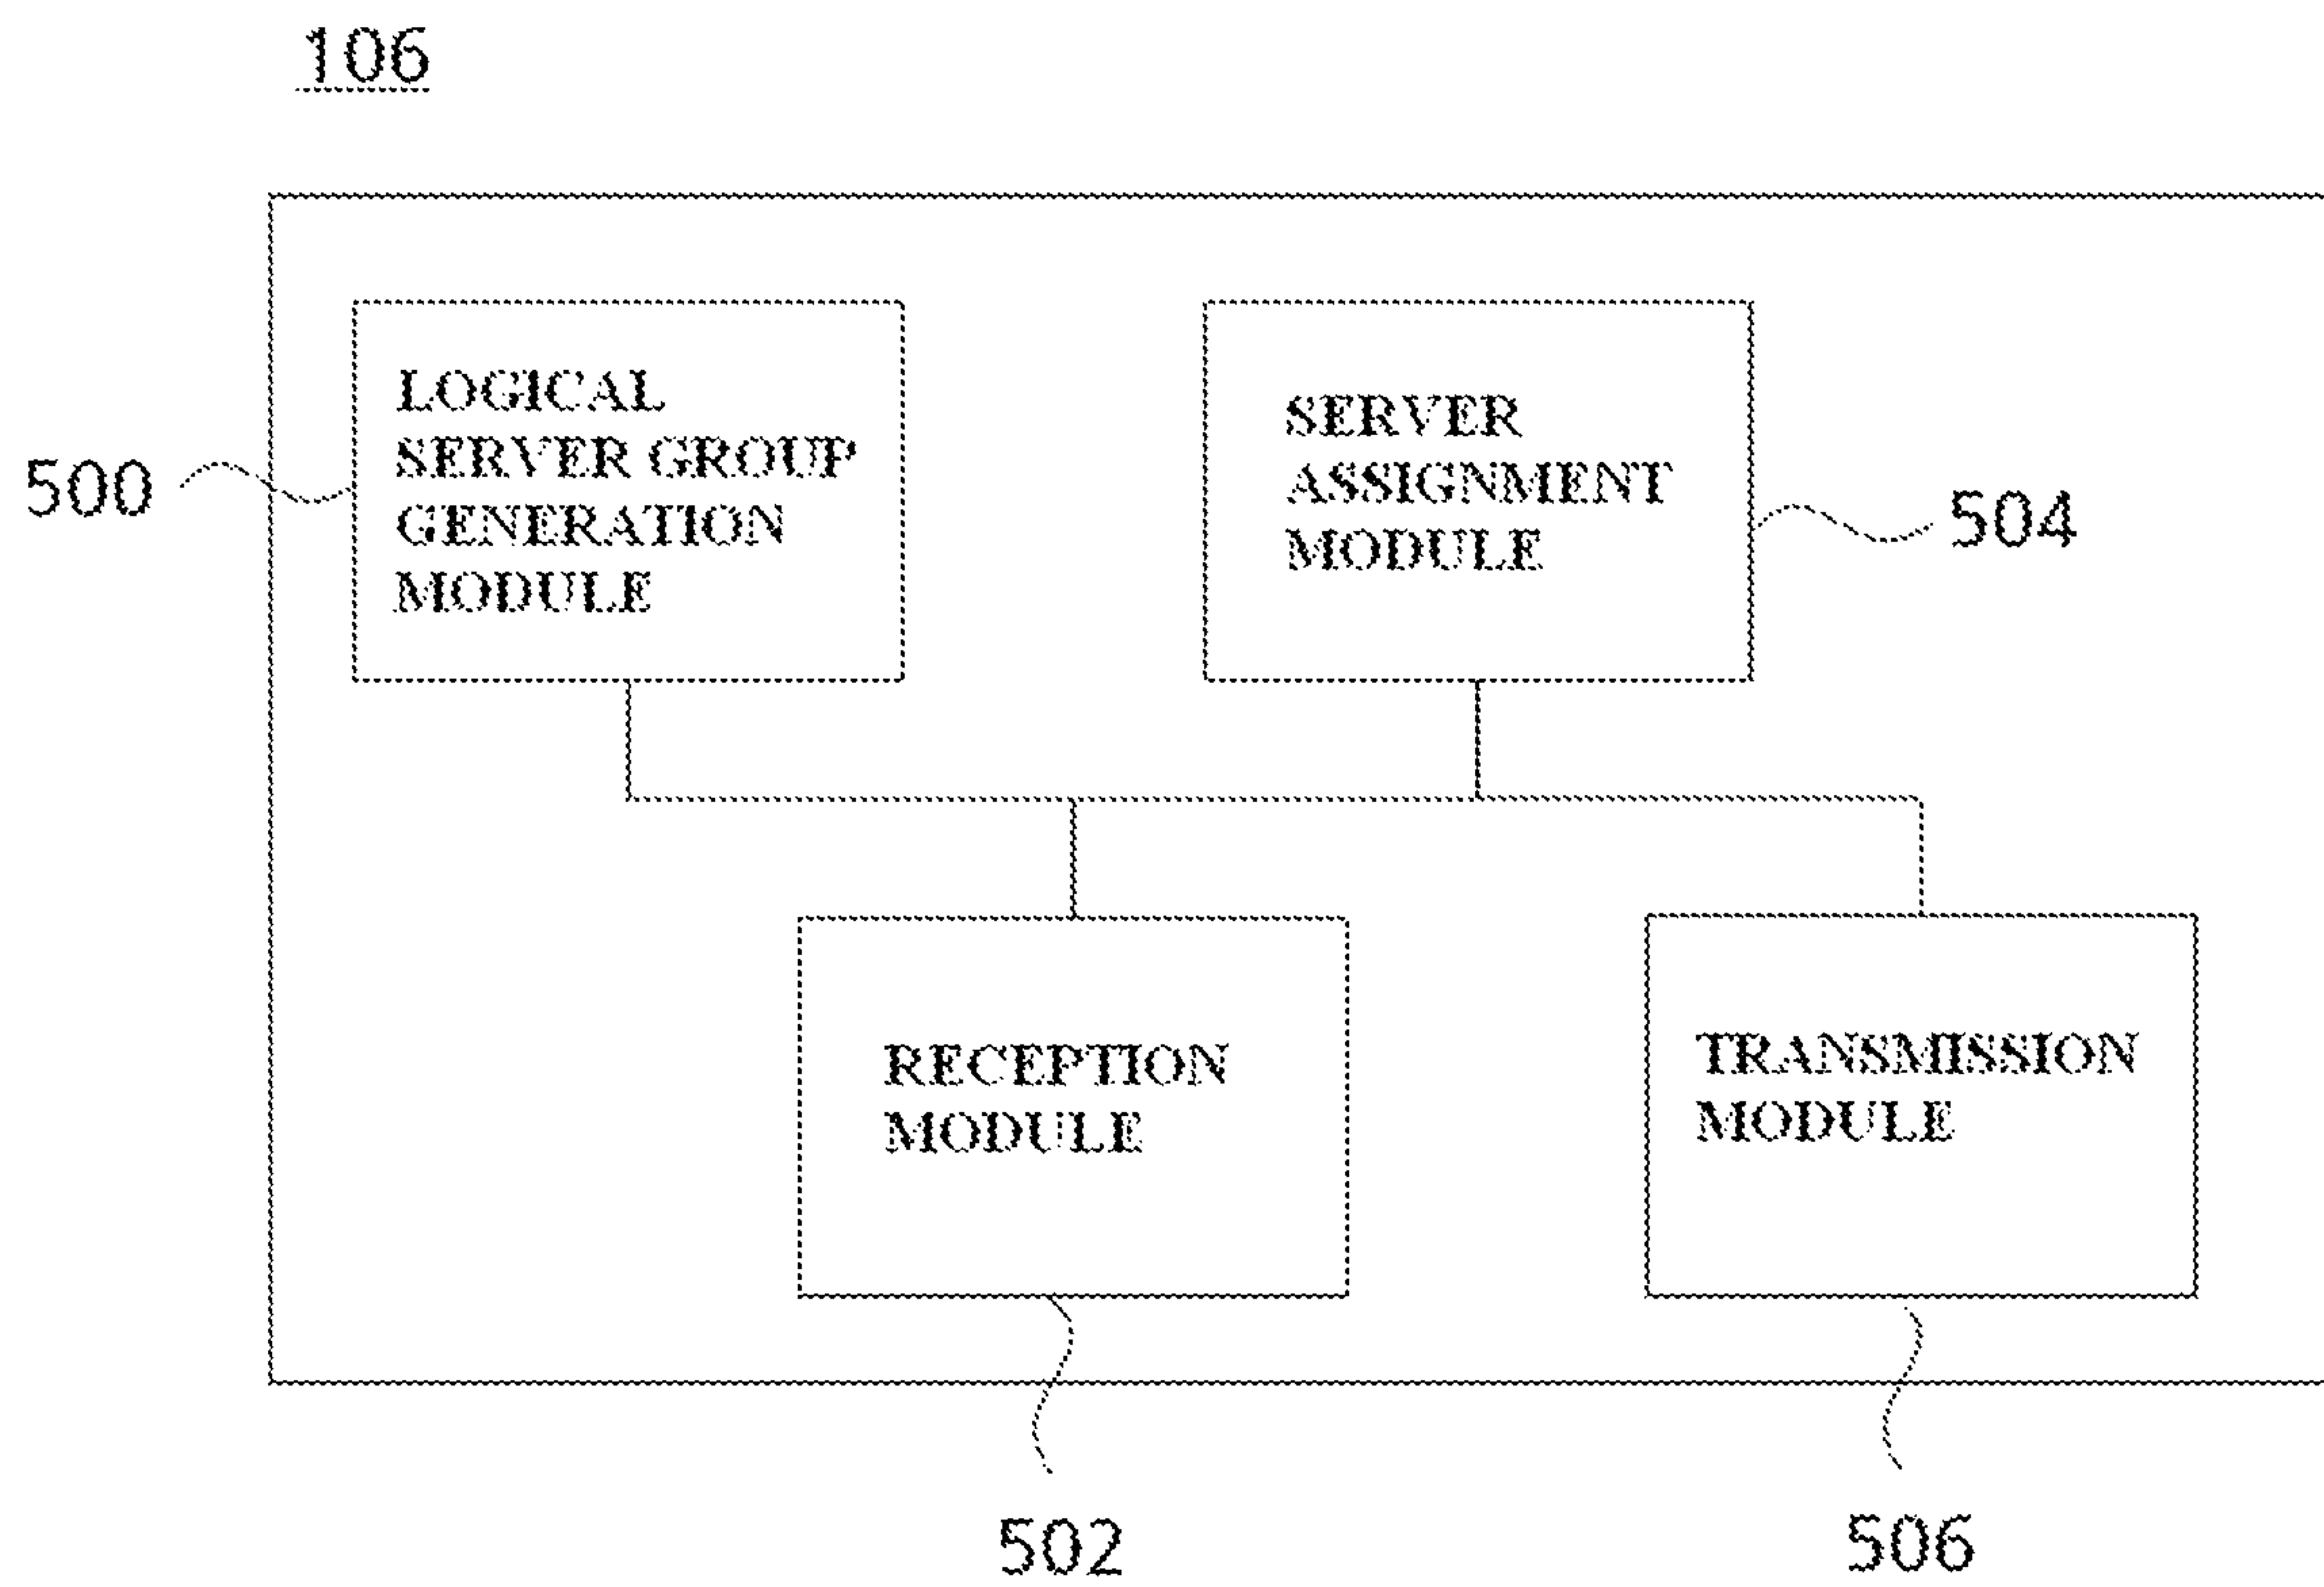 106
LOGICAL
SERVER GROUP
GENERATION
MODULE
500
SERVER
ASSIGNMENT
MODULE
504
RECEPTION
MODULE
TRANSMISSION
MODULE
502
506